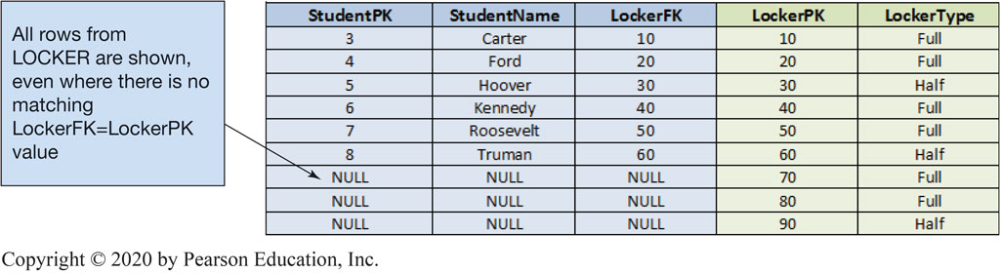 All rows from
LOCKER are shown,
even where there is no
matching
LockerFK=LockerPK
value
StudentPK StudentName LockerFK LockerPK LockerType
3 Carter 10 10 Full
4 Ford 20 20 Full
5 Hoover 30 30 Half
6 Kennedy 40 40 Full
7 Roosevelt 50 50 Full
8 Truman 60 60 Half
NULL NULL NULL 70 Full
NULL NULL NULL 80 Full
NULL NULL NULL 90 Half
Copyright © 2020 by Pearson Education, Inc.